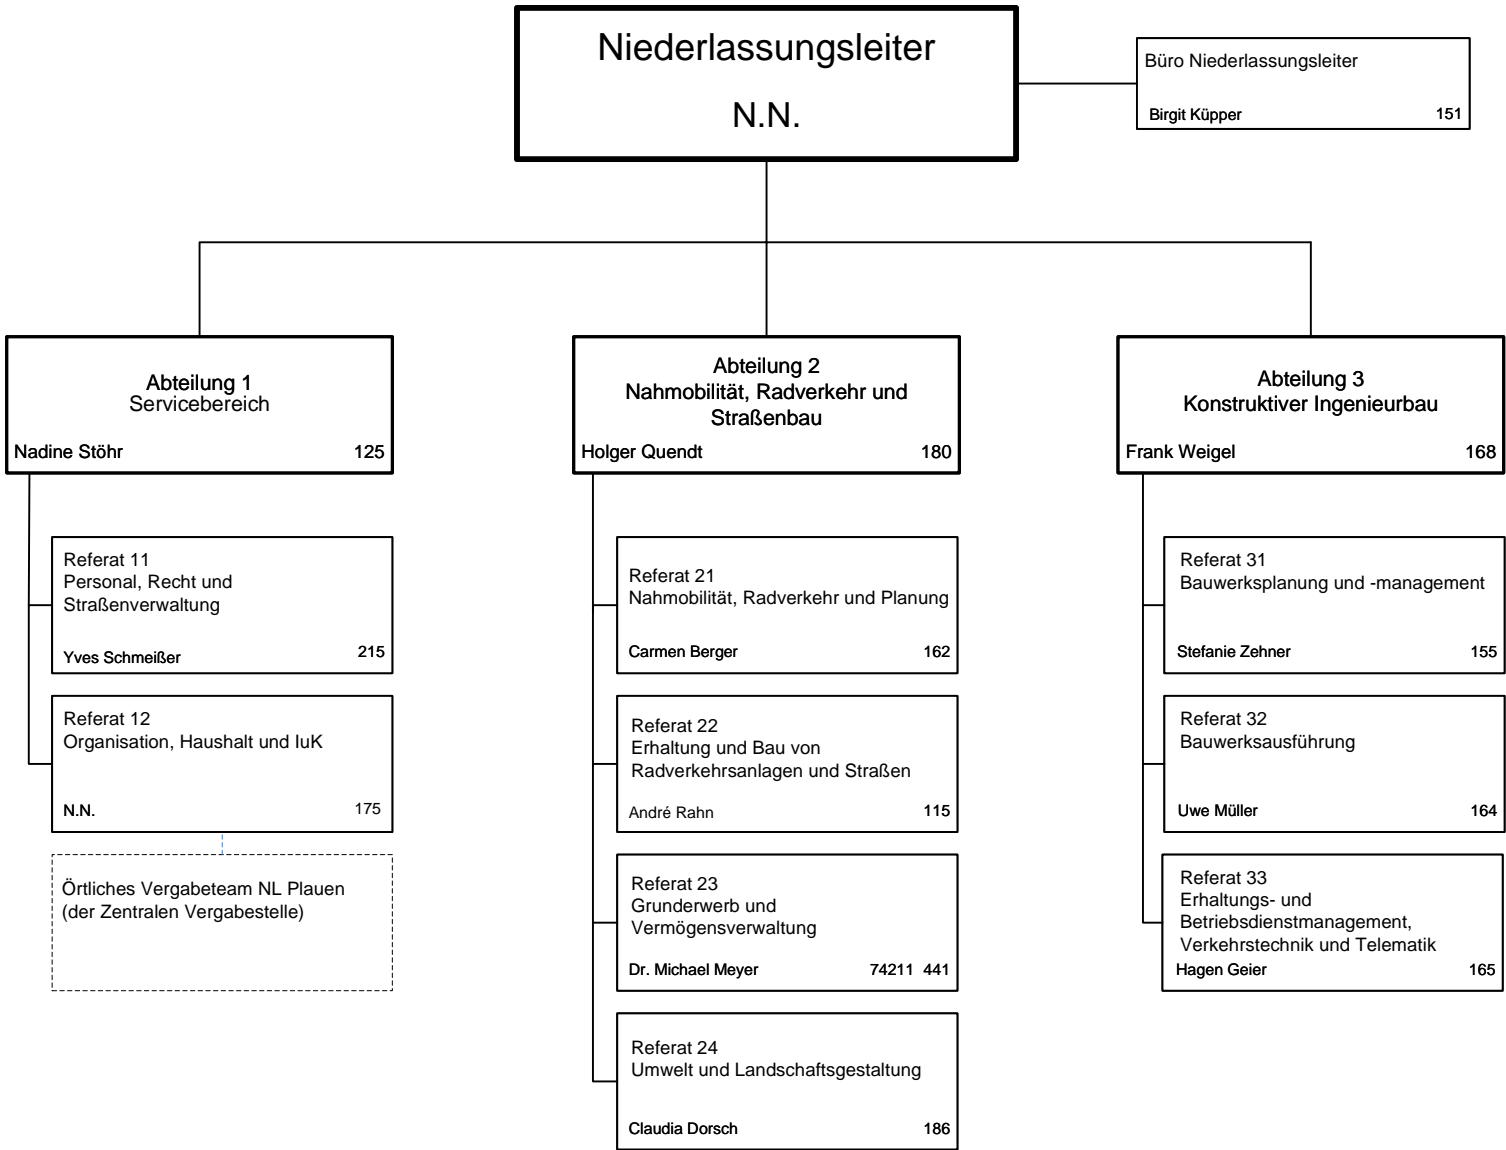 Niederlassungsleiter
N.N.
Büro Niederlassungsleiter
Birgit Küpper 151
Abteilung 1
Servicebereich
Nadine Stöhr 125
Referat 11
Personal, Recht und
Straßenverwaltung
Yves Schmeißer 215
Referat 12
Organisation, Haushalt und IuK
N.N. 175
Örtliches Vergabeteam NL Plauen
(der Zentralen Vergabestelle)
Abteilung 2
Nahmobilität, Radverkehr und
Straßenbau
Holger Quendt 180
Referat 21
Nahmobilität, Radverkehr und Planung
Carmen Berger 162
Referat 22
Erhaltung und Bau von
Radverkehrsanlagen und Straßen
André Rahn 115
Referat 23
Grunderwerb und
Vermögensverwaltung
Dr. Michael Meyer 74211 441
Referat 24
Umwelt und Landschaftsgestaltung
Claudia Dorsch 186
Abteilung 3
Konstruktiver Ingenieurbau
Frank Weigel 168
Referat 31
Bauwerksplanung und -management
Stefanie Zehner 155
Referat 32
Bauwerksausführung
Uwe Müller 164
Referat 33
Erhaltungs- und
Betriebsdienstmanagement,
Verkehrstechnik und Telematik
Hagen Geier 165